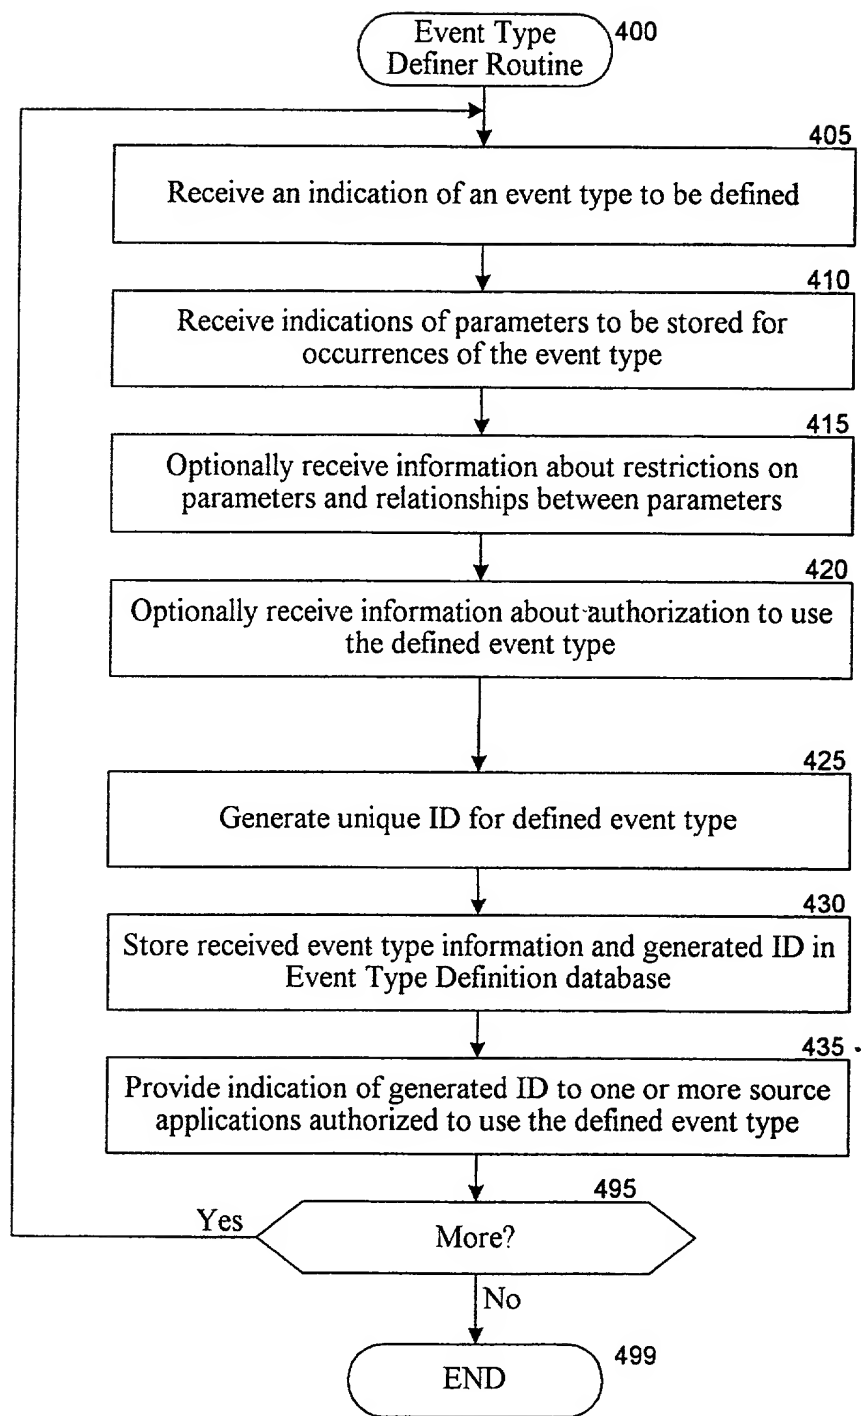 Event Type
Definer Routine
400
405
Receive an indication of an event type to be defined
410
Receive indications of parameters to be stored for
occurrences of the event type
415
Optionally receive information about restrictions on
parameters and relationships between parameters
420
Optionally receive information about authorization to use
the defined event type
425
Generate unique ID for defined event type
430
Store received event type information and generated ID in
Event Type Definition database
435
Provide indication of generated ID to one or more source
applications authorized to use the defined event type
495
Yes
More?
No
499
END